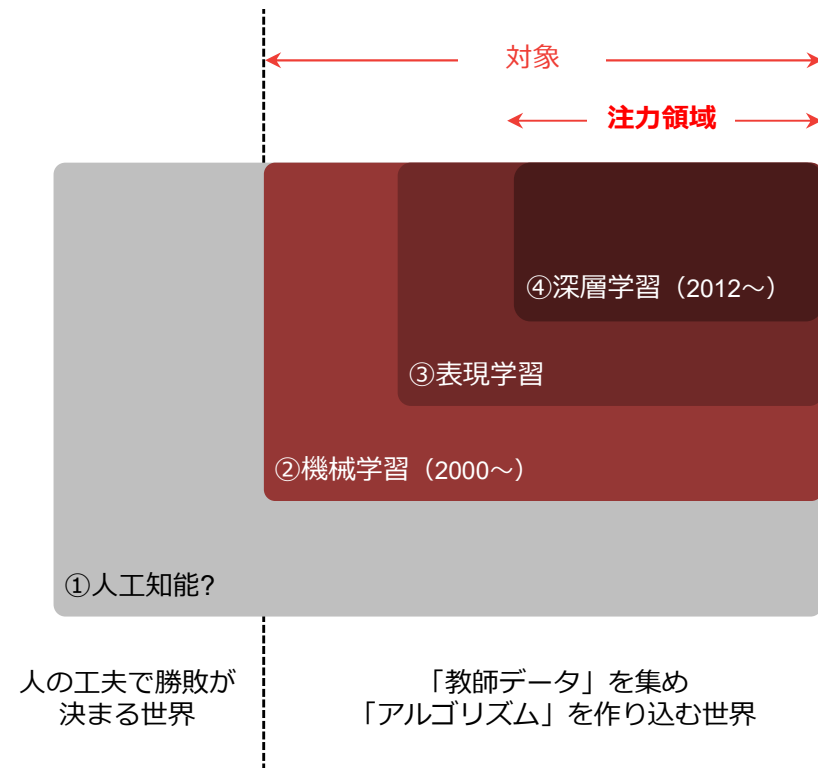 対象
注力領域
④深層学習（2012～）
③表現学習
②機械学習（2000～）
①人工知能?
人の工夫で勝敗が
決まる世界
「教師データ」を集め
「アルゴリズム」を作り込む世界